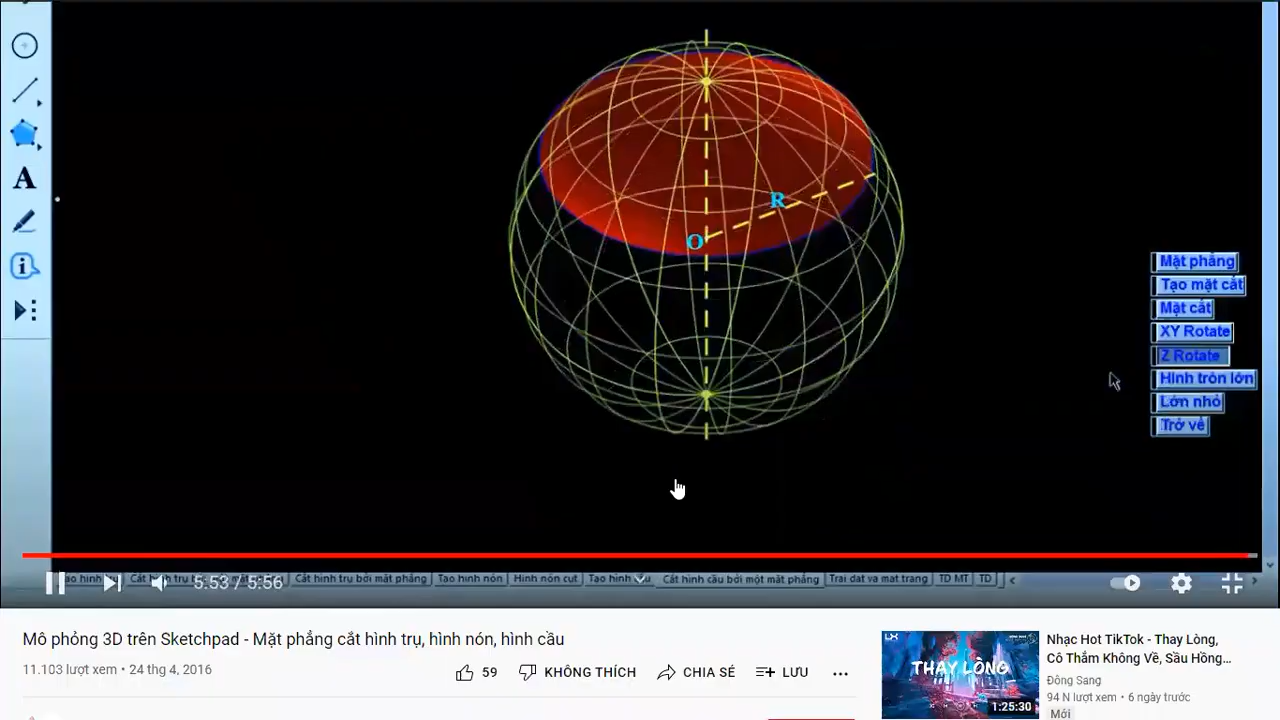 A
R
O
Mặt phẳng
Tạo mặt cắt
Mặt cắt
XY Rotate
Z Rotate
Hình tròn lớn
Lớn nhỏ
Trở về
Cắt hình cầu bởi một mặt phẳng
Cắt hình trụ bởi mặt phẳng
Tạo hình nón
Hình nón cụt
Tạo hình
Trai dat va mat trang
TD MT
TD
5:53 / 5:56
Mô phỏng 3D trên Sketchpad - Mặt phẳng cắt hình trụ, hình nón, hình cầu
11.103 lượt xem • 24 thg 4, 2016
59
KHÔNG THÍCH
CHIA SẺ
LƯU
THAY LÒNG
1:25:30
Nhạc Hot TikTok - Thay Lòng,
Cô Thắm Không Về, Sầu Hồng...
Đông Sang
94 N lượt xem • 6 ngày trước
Mới